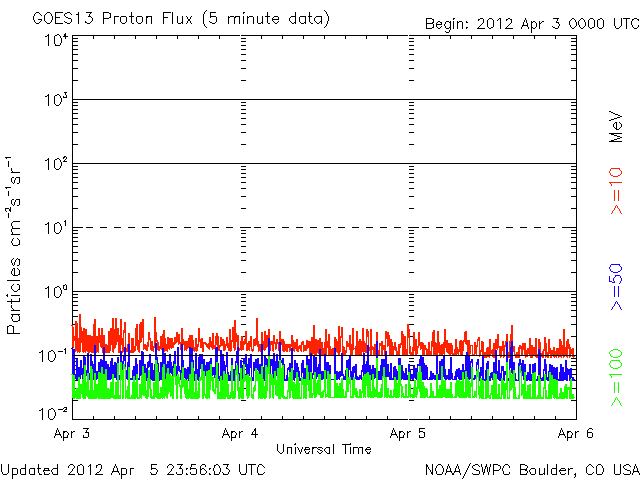 GOES13 Proton Flux (5 minute data)
Begin: 2012 Apr 3 0000 UTC
Particles cm⁻²s⁻¹sr⁻¹
10⁴
10³
10²
10¹
10⁰
10⁻¹
10⁻²
Apr 3
Apr 4
Apr 5
Apr 6
Universal Time
MeV
>=10
>=50
>=100
Updated 2012 Apr 5 23:56:03 UTC
NOAA/SWPC Boulder, CO USA